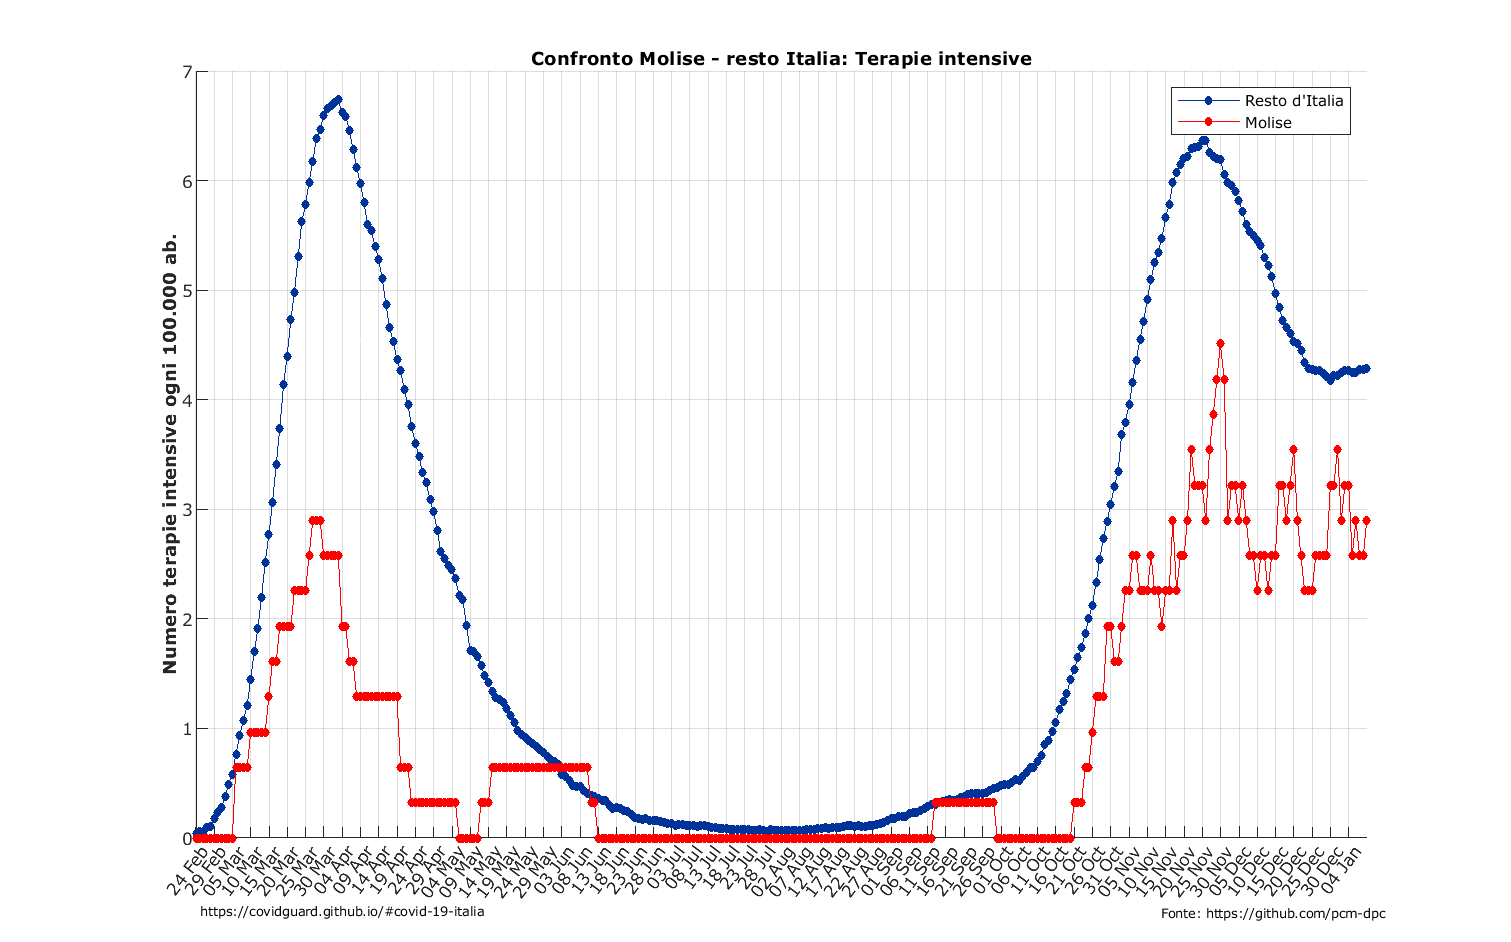 Confronto Molise - resto Italia: Terapie intensive
Resto d'Italia
Molise
Numero terapie intensive ogni 100.000 ab.
7
6
5
4
3
2
1
0
24 Feb
29 Feb
05 Mar
10 Mar
15 Mar
20 Mar
25 Mar
30 Mar
04 Apr
09 Apr
14 Apr
19 Apr
24 Apr
29 Apr
04 May
09 May
14 May
19 May
24 May
29 May
03 Jun
08 Jun
13 Jun
18 Jun
23 Jun
28 Jun
03 Jul
08 Jul
13 Jul
18 Jul
23 Jul
28 Jul
02 Aug
07 Aug
12 Aug
17 Aug
22 Aug
27 Aug
01 Sep
06 Sep
11 Sep
16 Sep
21 Sep
26 Sep
01 Oct
06 Oct
11 Oct
16 Oct
21 Oct
26 Oct
31 Oct
05 Nov
10 Nov
15 Nov
20 Nov
25 Nov
30 Nov
05 Dec
10 Dec
15 Dec
20 Dec
25 Dec
30 Dec
04 Jan
https://covidguard.github.io/#covid-19-italia
Fonte: https://github.com/pcm-dpc